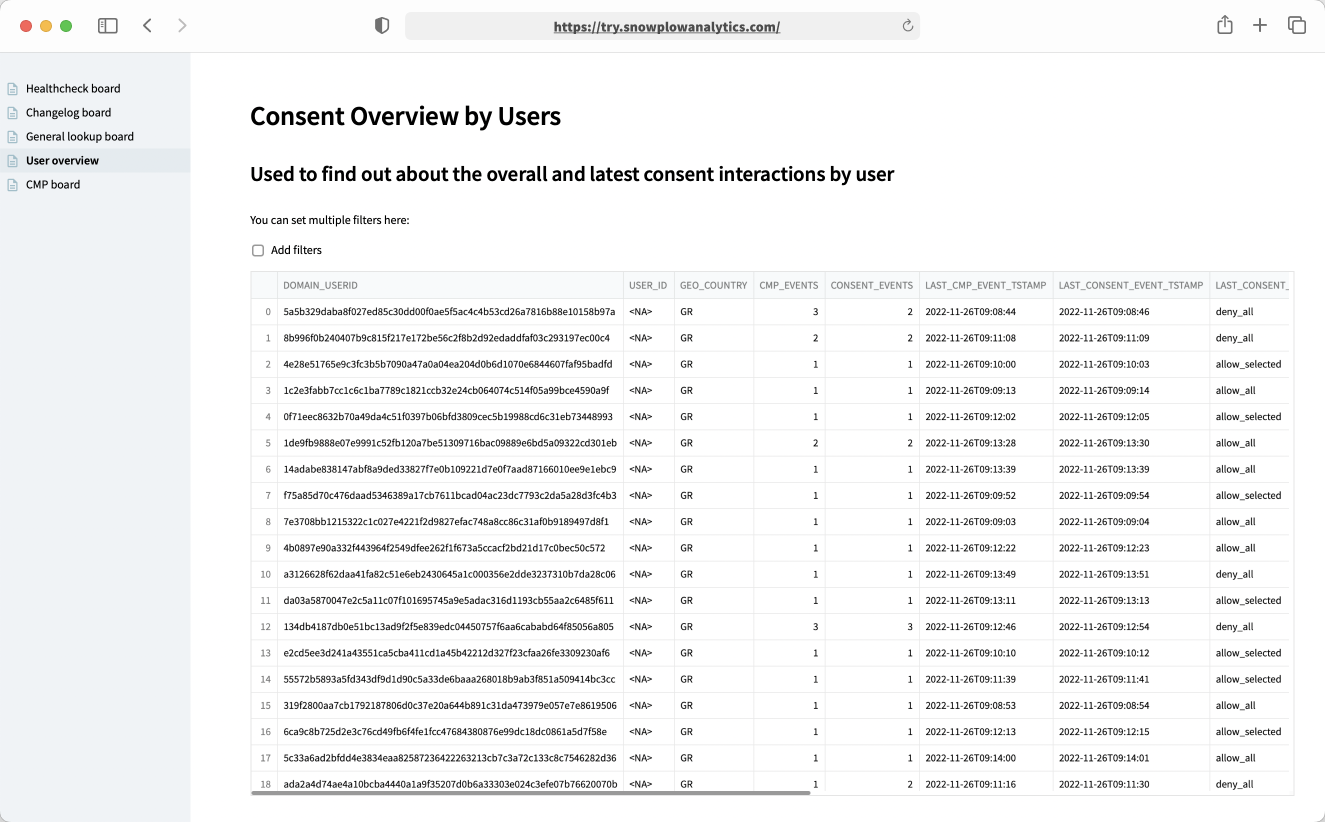 https://try.snowplowanalytics.com/
Healthcheck board
Changelog board
General lookup board
User overview
CMP board
Consent Overview by Users
Used to find out about the overall and latest consent interactions by user
You can set multiple filters here:
Add filters
DOMAIN_USERID USER_ID GEO_COUNTRY CMP_EVENTS CONSENT_EVENTS LAST_CMP_EVENT_TSTAMP LAST_CONSENT_EVENT_TSTAMP LAST_CONSENT_
0 5a5b329daba8f027ed85c30dd00f0ae5f5ac4c4b53cd26a7816b88e10158b97a <NA> GR 3 2 2022-11-26T09:08:44 2022-11-26T09:08:46 deny_all
1 8b996f0b240407b9c815f217e172be56c2f8b2d92edaddfaf03c293197ec00c4 <NA> GR 2 2 2022-11-26T09:11:08 2022-11-26T09:11:09 deny_all
2 4e28e51765e9c3fc3b5b7090a47a0a04ea204d0b6d1070e6844607faf95badfd <NA> GR 1 1 2022-11-26T09:10:00 2022-11-26T09:10:03 allow_selected
3 1c2e3fabb7cc1c6c1ba7789c1821ccb32e24cb064074c514f05a99bce4590a9f <NA> GR 1 1 2022-11-26T09:09:13 2022-11-26T09:09:14 allow_all
4 0f71eec8632b70a49da4c51f0397b06bfd3809cec5b19988cd6c31eb73448993 <NA> GR 1 1 2022-11-26T09:12:02 2022-11-26T09:12:05 allow_selected
5 1de9fb9888e07e9991c52fb120a7be51309716bac09889e6bd5a09322cd301eb <NA> GR 2 2 2022-11-26T09:13:28 2022-11-26T09:13:30 allow_all
6 14adabe838147abf8a9ded33827f7e0b109221d7e0f7aad87166010ee9e1ebc9 <NA> GR 1 1 2022-11-26T09:13:39 2022-11-26T09:13:39 allow_all
7 f75a85d70c476daad5346389a17cb7611bcad04ac23dc7793c2da5a28d3fc4b3 <NA> GR 1 1 2022-11-26T09:09:52 2022-11-26T09:09:54 allow_selected
8 7e3708bb1215322c1c027e4221f2d9827efac748a8cc86c31af0b9189497d8f1 <NA> GR 1 1 2022-11-26T09:09:03 2022-11-26T09:09:04 allow_all
9 4b0897e90a332f443964f2549dfee262f1f673a5ccacf2bd21d17c0bec50c572 <NA> GR 1 1 2022-11-26T09:12:22 2022-11-26T09:12:23 allow_all
10 a3126628f62daa41fa82c51e6eb2430645a1c000356e2dde3237310b7da28c06 <NA> GR 1 1 2022-11-26T09:13:49 2022-11-26T09:13:51 deny_all
11 da03a5870047e2c5a11c07f101695745a9e5adac316d1193cb55aa2c6485f611 <NA> GR 1 1 2022-11-26T09:13:11 2022-11-26T09:13:13 allow_selected
12 134db4187db0e51bc13ad9f2f5e839edc04450757f6aa6cababd64f85056a805 <NA> GR 3 3 2022-11-26T09:12:46 2022-11-26T09:12:54 deny_all
13 e2cd5ee3d241a43551ca5cba411cd1a45b42212d327f23cfaa26fe3309230af6 <NA> GR 1 1 2022-11-26T09:10:10 2022-11-26T09:10:12 allow_selected
14 55572b5893a5fd343df9d1d90c5a33de6baaa268018b9ab3f851a509414bc3cc <NA> GR 1 1 2022-11-26T09:11:39 2022-11-26T09:11:41 allow_selected
15 319f2800aa7cb1792187806d0c37e20a644b891c31da473979e057e7e8619506 <NA> GR 1 1 2022-11-26T09:08:53 2022-11-26T09:08:54 allow_all
16 6ca9c8b725d2e3c76cd49fb6f4fe1fcc47684380876e99dc18dc0861a5d7f58e <NA> GR 1 1 2022-11-26T09:12:13 2022-11-26T09:12:15 allow_selected
17 5c33a6ad2bfdd4e3834eaa82587236422263213cb7c3a72c133c8c7546282d36 <NA> GR 1 1 2022-11-26T09:14:00 2022-11-26T09:14:01 allow_all
18 ada2a4d74ae4a10bcba4440a1a9f35207d0b6a33303e024c3efe07b76620070b <NA> GR 1 2 2022-11-26T09:11:16 2022-11-26T09:11:30 deny_all